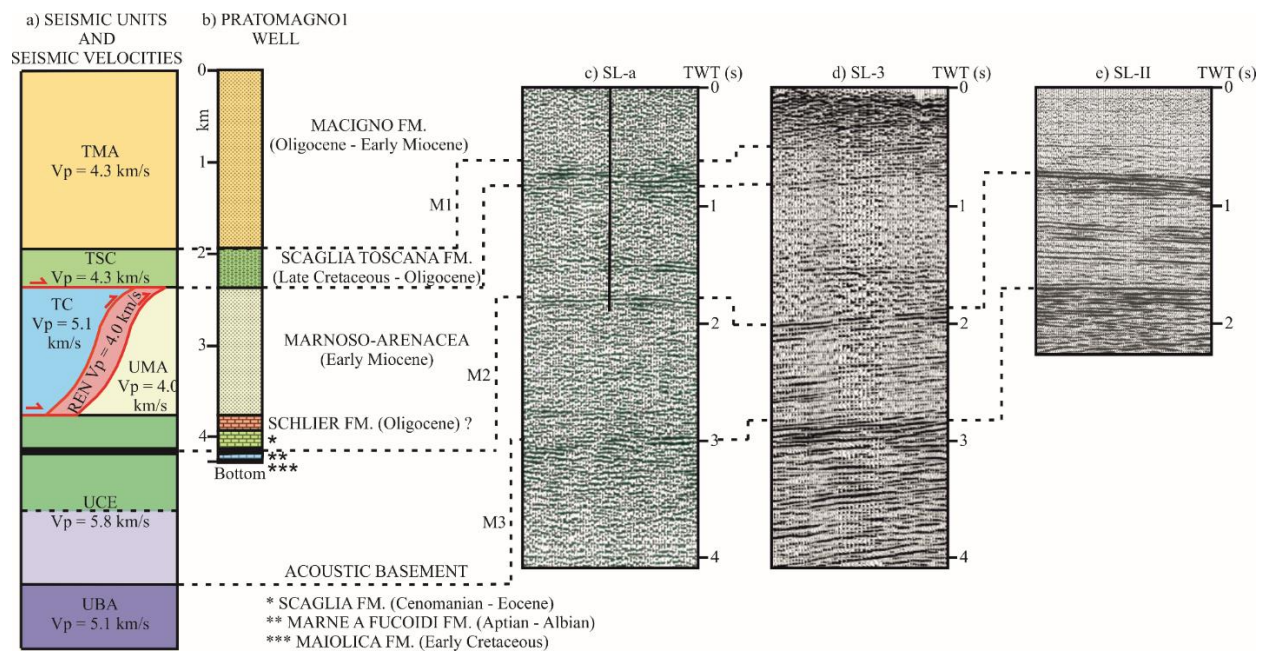 a) SEISMIC UNITS
AND
SEISMIC VELOCITIES
TMA
Vp = 4.3 km/s
TSC
Vp = 4.3 km/s
TC
Vp = 5.1
km/s
REN Vp = 4.0 km/s
UMA
Vp = 4.0
km/s
UCE
Vp = 5.8 km/s
UBA
Vp = 5.1 km/s
b) PRATOMAGNO1
WELL
0
km
1
2
3
4
Bottom
MACIGNO FM.
(Oligocene - Early Miocene)
SCAGLIA TOSCANA FM.
(Late Cretaceous - Oligocene)
MARNOSO-ARENACEA
(Early Miocene)
SCHLIER FM. (Oligocene) ?
*
**
***
ACOUSTIC BASEMENT
* SCAGLIA FM. (Cenomanian - Eocene)
** MARNE A FUCOIDI FM. (Aptian - Albian)
*** MAIOLICA FM. (Early Cretaceous)
M1
M2
M3
c) SL-a
TWT (s)
0
1
2
3
4
d) SL-3
TWT (s)
0
1
2
3
4
e) SL-II
TWT (s)
0
1
2